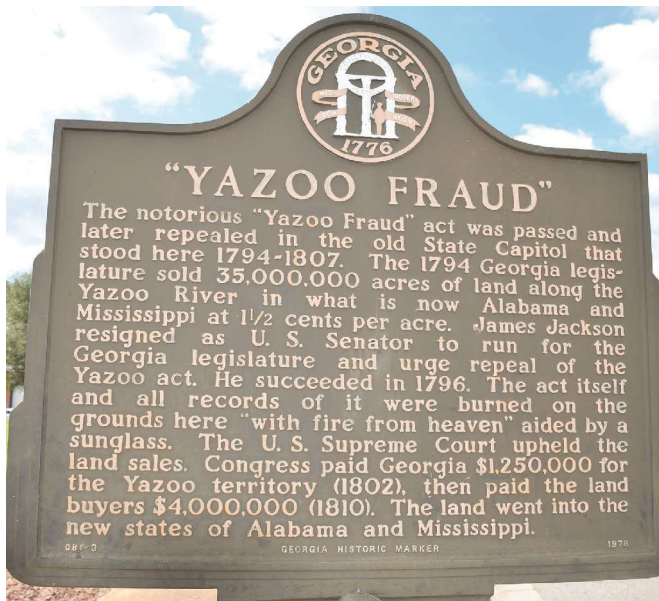 GEORGIA
1776
"YAZOO FRAUD"
The notorious "Yazoo Fraud" act was passed and
later repealed in the old State Capitol that
stood here 1794-1807. The 1794 Georgia legis-
lature sold 35,000,000 acres of land along the
Yazoo River in what is now Alabama and
Mississippi at 1 1/2 cents per acre. James Jackson
resigned as U. S. Senator to run for the
Georgia legislature and urge repeal of the
Yazoo act. He succeeded in 1796. The act itself
and all records of it were burned on the
grounds here "with fire from heaven" aided by a
sunglass. The U. S. Supreme Court upheld the
land sales. Congress paid Georgia $1,250,000 for
the Yazoo territory (1802), then paid the land
buyers $4,000,000 (1810). The land went into the
new states of Alabama and Mississippi.
GEORGIA HISTORIC MARKER
1978